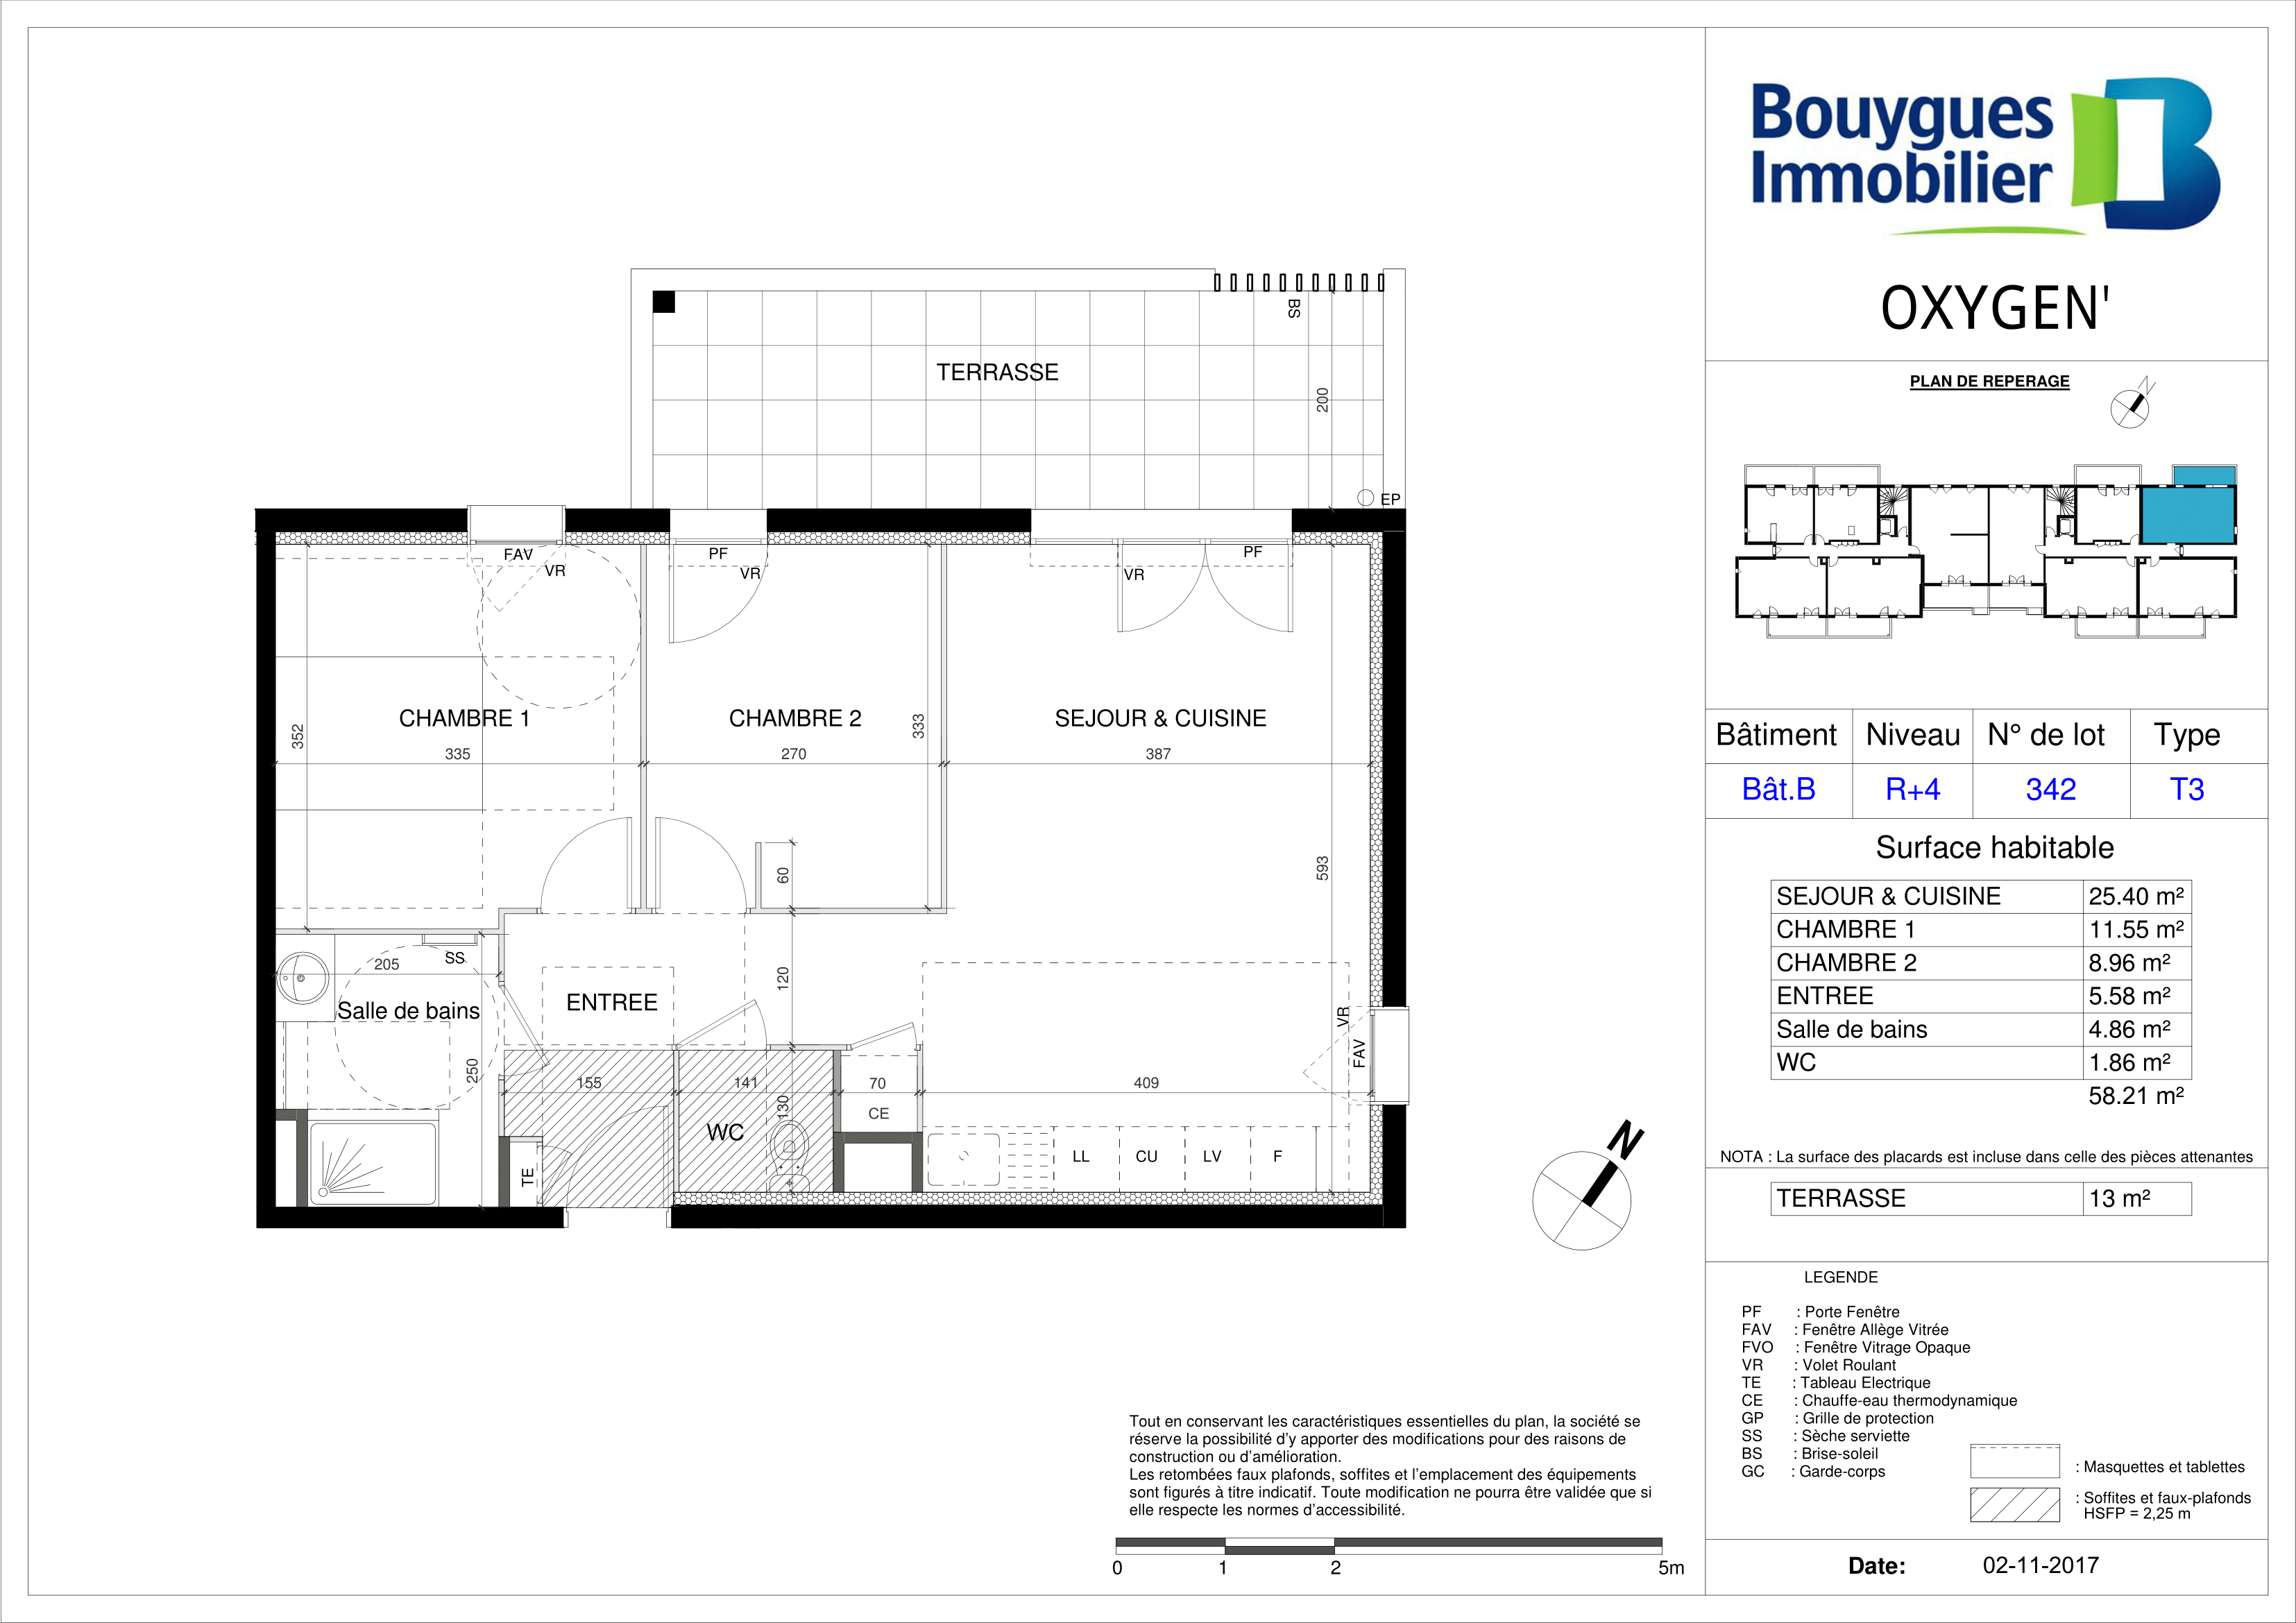 Bouygues
Immobilier
OXYGEN'
PLAN DE REPERAGE
N
Bâtiment Niveau N° de lot Type
Bât.B R+4 342 T3
Surface habitable
SEJOUR & CUISINE 25.40 m²
CHAMBRE 1 11.55 m²
CHAMBRE 2 8.96 m²
ENTREE 5.58 m²
Salle de bains 4.86 m²
WC 1.86 m²
58.21 m²
NOTA : La surface des placards est incluse dans celle des pièces attenantes
TERRASSE 13 m²
LEGENDE
PF : Porte Fenêtre
FAV : Fenêtre Allège Vitrée
FVO : Fenêtre Vitrage Opaque
VR : Volet Roulant
TE : Tableau Electrique
CE : Chauffe-eau thermodynamique
GP : Grille de protection
SS : Sèche serviette
BS : Brise-soleil
GC : Garde-corps
: Masquettes et tablettes
: Soffites et faux-plafonds
HSFP = 2,25 m
Date: 02-11-2017
BS
TERRASSE
200
EP
FAV
VR
PF
VR
VR
PF
CHAMBRE 1
CHAMBRE 2
SEJOUR & CUISINE
352
333
335
270
387
60
593
205
SS
120
Salle de bains
ENTREE
VR
FAV
250
155
141
70
409
130
CE
WC
TE
LL
CU
LV
F
N
Tout en conservant les caractéristiques essentielles du plan, la société se
réserve la possibilité d'y apporter des modifications pour des raisons de
construction ou d'amélioration.
Les retombées faux plafonds, soffites et l'emplacement des équipements
sont figurés à titre indicatif. Toute modification ne pourra être validée que si
elle respecte les normes d'accessibilité.
0 1 2 5m